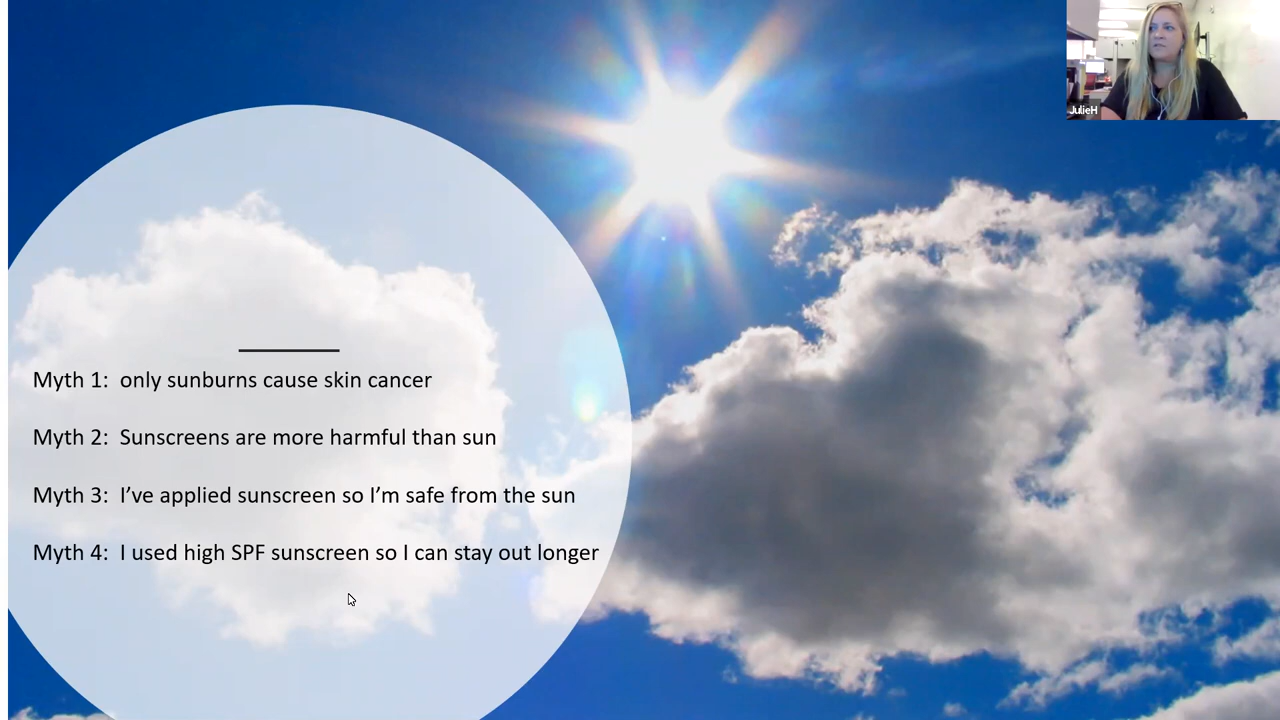 JulieH
Myth 1:  only sunburns cause skin cancer
Myth 2:  Sunscreens are more harmful than sun
Myth 3:  I’ve applied sunscreen so I’m safe from the sun
Myth 4:  I used high SPF sunscreen so I can stay out longer